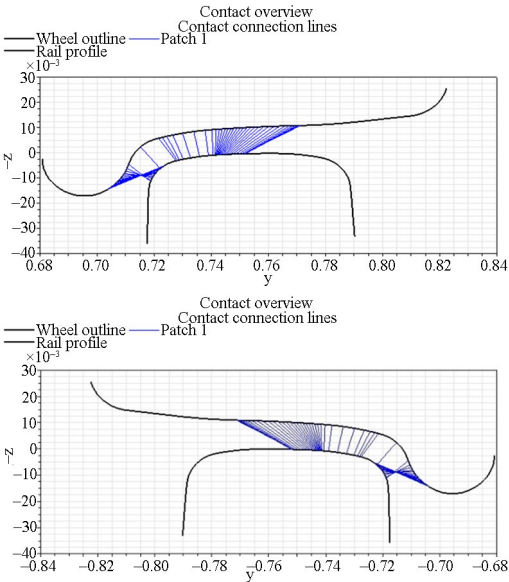 Contact overview
Contact connection lines
Wheel outline Patch 1
Rail profile
×10⁻³
30
20
10
0
−10
−20
−30
−40
−z
0.68 0.70 0.72 0.74 0.76 0.78 0.80 0.82 0.84
y
Contact overview
Contact connection lines
Wheel outline Patch 1
Rail profile
×10⁻³
30
20
10
0
−10
−20
−30
−40
−z
−0.84 −0.82 −0.80 −0.78 −0.76 −0.74 −0.72 −0.70 −0.68
y